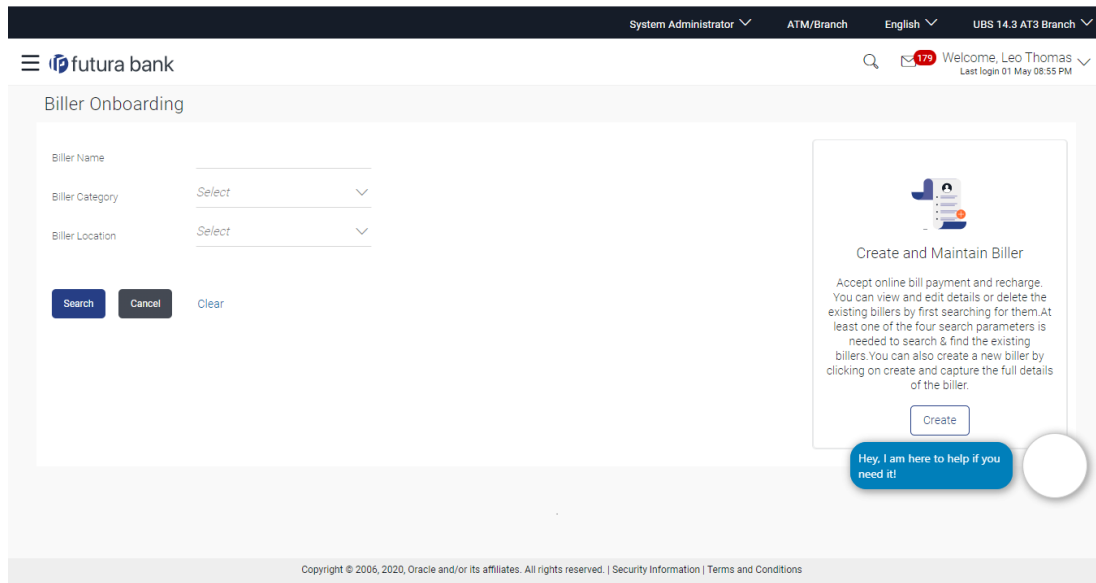 System Administrator ATM/Branch English UBS 14.3 AT3 Branch
futura bank 179 Welcome, Leo Thomas
Last login 01 May 08:55 PM
Biller Onboarding
Biller Name
Biller Category Select
Biller Location Select
Search Cancel Clear
Create and Maintain Biller
Accept online bill payment and recharge.
You can view and edit details or delete the
existing billers by first searching for them.At
least one of the four search parameters is
needed to search & find the existing
billers.You can also create a new biller by
clicking on create and capture the full details
of the biller.
Create
Hey, I am here to help if you
need it!
Copyright © 2006, 2020, Oracle and/or its affiliates. All rights reserved. | Security Information | Terms and Conditions